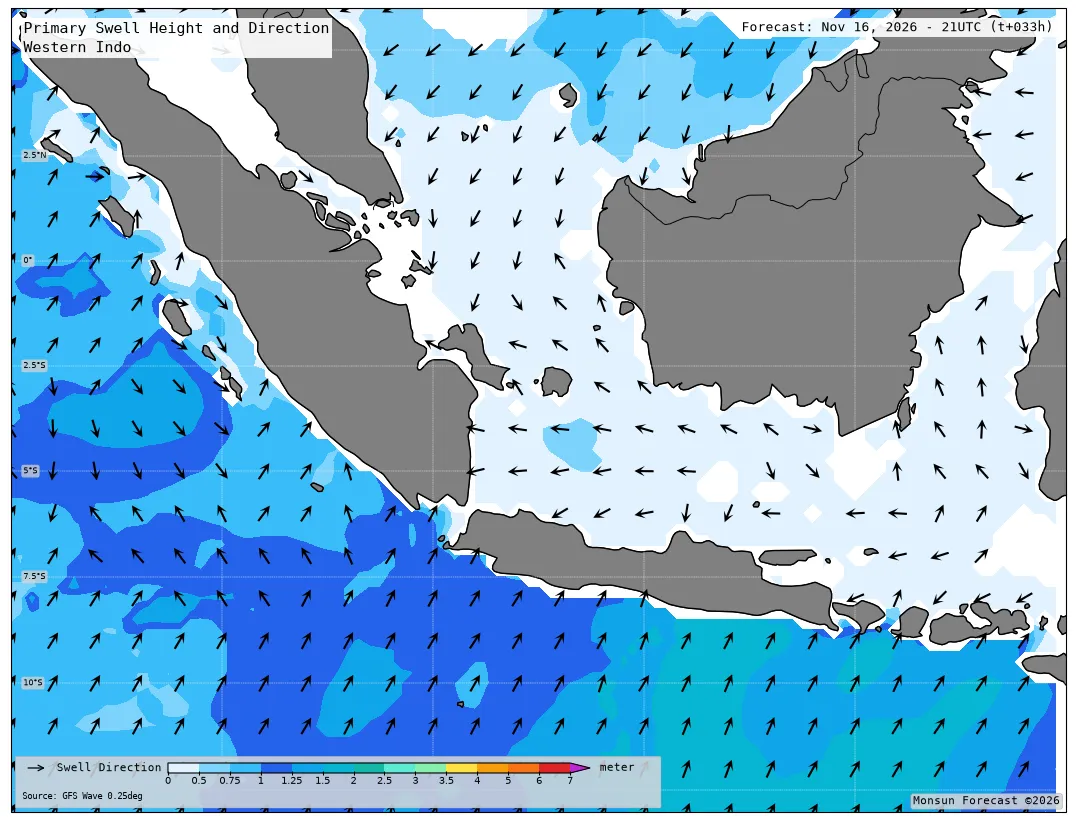 Primary Swell Height and Direction
Western Indo
Forecast: Nov 16, 2026 - 21UTC (t+033h)
2.5°N
0°
2.5°S
5°S
7.5°S
10°S
Swell Direction
0 0.5 0.75 1 1.25 1.5 2 2.5 3 3.5 4 5 6 7
meter
Source: GFS Wave 0.25deg
Monsun Forecast ©2026